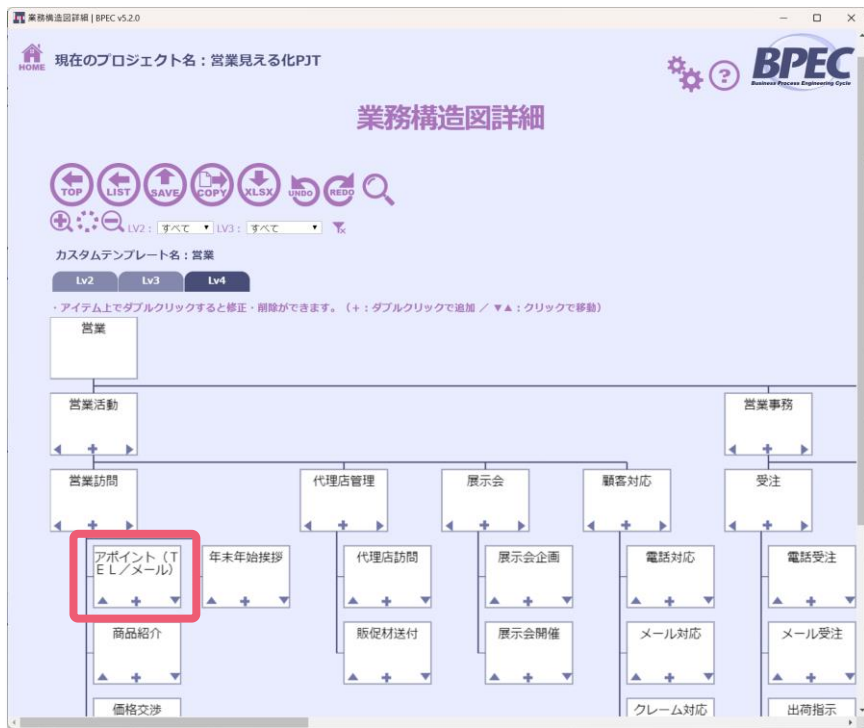 業務構造図詳細 | BPEC v5.2.0
HOME
現在のプロジェクト名：営業見える化PJT
?
BPEC
Business Process Engineering Cycle
業務構造図詳細
TOP LIST SAVE COPY XLSX UNDO REDO
LV2： すべて LV3： すべて
カスタムテンプレート名：営業
Lv2 Lv3 Lv4
・アイテム上でダブルクリックすると修正・削除ができます。（+：ダブルクリックで追加 ／ ▼▲：クリックで移動）
営業
営業活動 営業事務
営業訪問 代理店管理 展示会 顧客対応 受注
アポイント（T
ＥＬ／メール） 年末年始挨拶 代理店訪問 展示会企画 電話対応 電話受注
商品紹介 販促材送付 展示会開催 メール対応 メール受注
価格交渉 クレーム対応 出荷指示